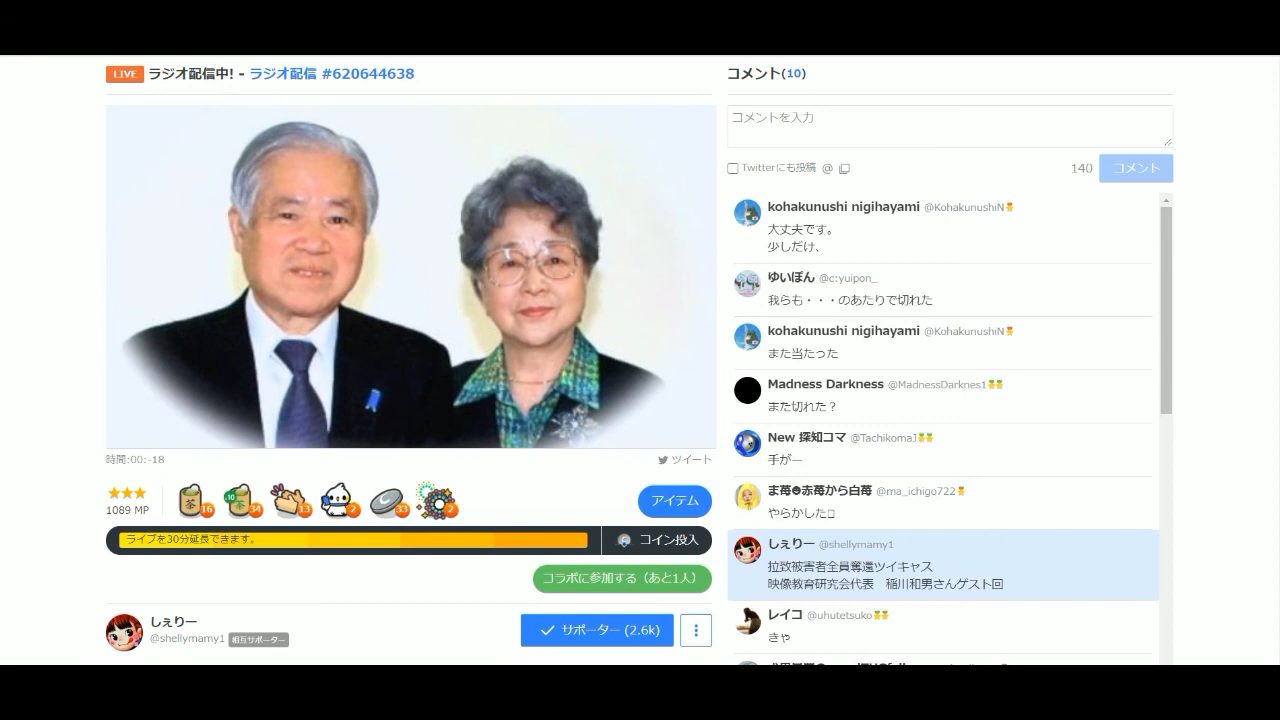 LIVE ラジオ配信中! - ラジオ配信 #620644638
時間:00:-18
ツイート
1089 MP
茶 16
+10 茶 34
13
2
33
2
アイテム
ライブを30分延長できます。
コイン投入
コラボに参加する（あと1人）
しぇりー
@shellymamy1 相互サポーター
サポーター (2.6k)
コメント(10)
コメントを入力
Twitterにも投稿 @
140
コメント
kohakunushi nigihayami @KohakunushiN
大丈夫です。
少しだけ、
ゆいぽん @c:yuipon_
我らも・・・のあたりで切れた
kohakunushi nigihayami @KohakunushiN
また当たった
Madness Darkness @MadnessDarknes1
また切れた？
New 探知コマ @TachikomaJ
手がー
ま苺☻赤苺から白苺 @ma_ichigo722
やらかした
しぇりー @shellymamy1
拉致被害者全員奪還ツイキャス
映像教育研究会代表　稲川和男さんゲスト回
レイコ @uhutetsuko
きゃ